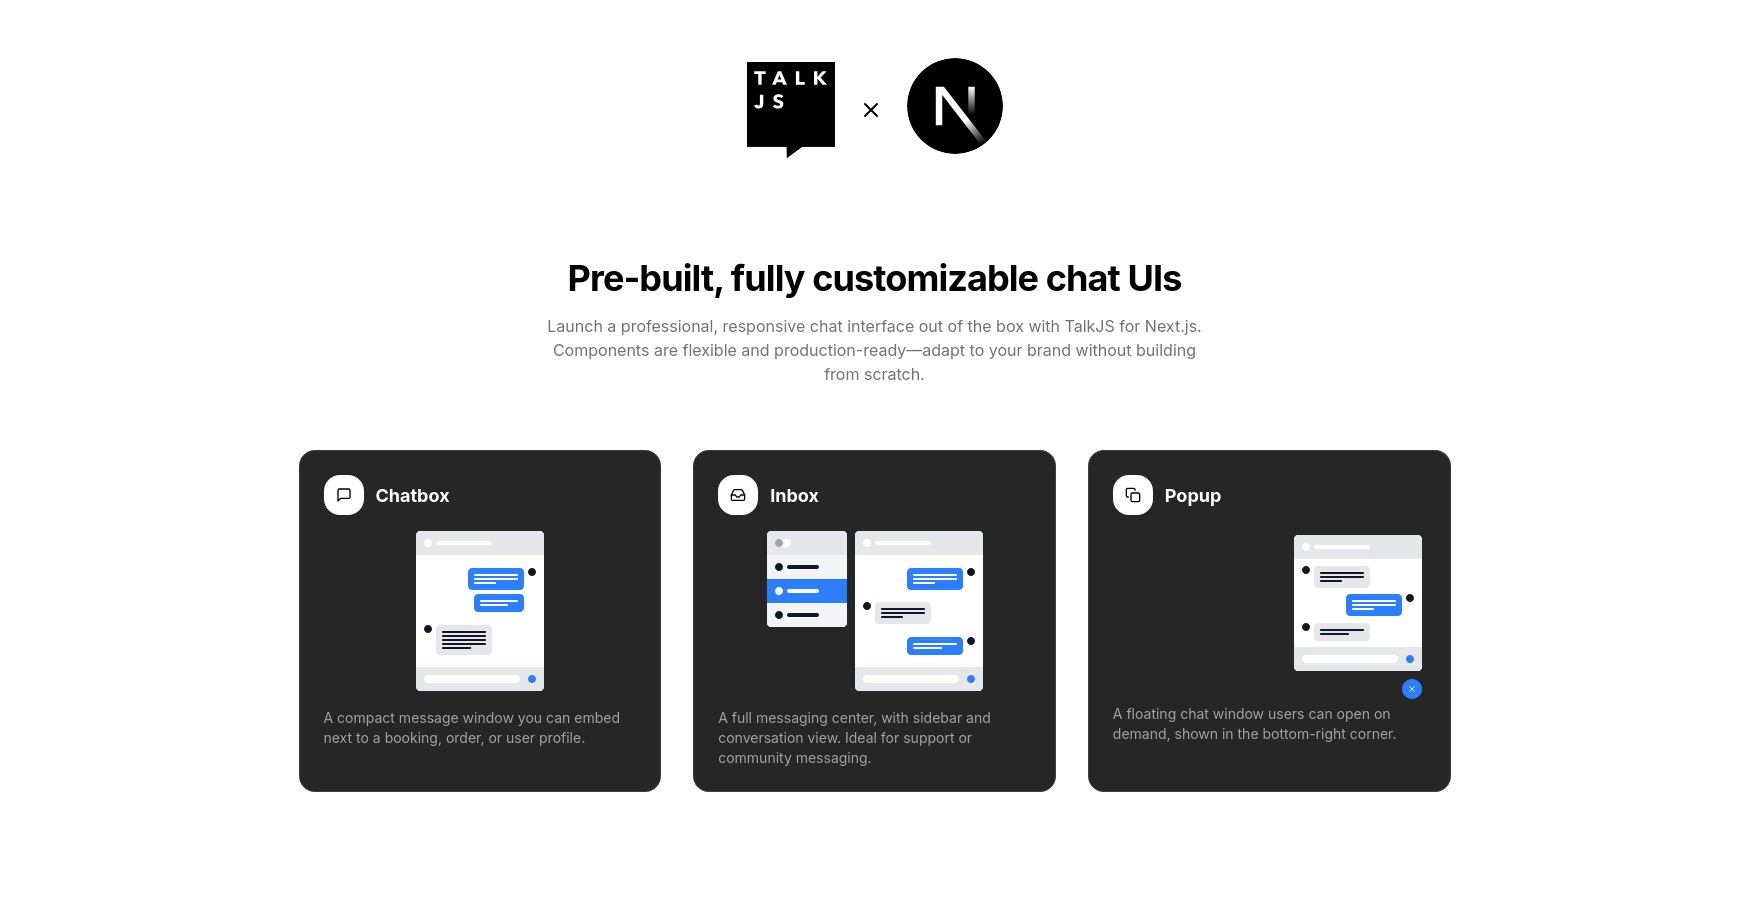 TALK
JS
Pre-built, fully customizable chat UIs
Launch a professional, responsive chat interface out of the box with TalkJS for Next.js.
Components are flexible and production-ready—adapt to your brand without building
from scratch.
Chatbox
A compact message window you can embed
next to a booking, order, or user profile.
Inbox
A full messaging center, with sidebar and
conversation view. Ideal for support or
community messaging.
Popup
A floating chat window users can open on
demand, shown in the bottom-right corner.